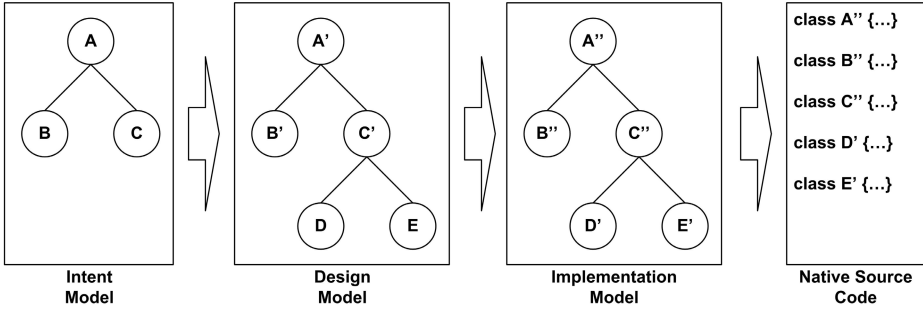 A
B
C
Intent
Model
A'
B'
C'
D
E
Design
Model
A''
B''
C''
D'
E'
Implementation
Model
class A'' {…}
class B'' {…}
class C'' {…}
class D' {…}
class E' {…}
Native Source
Code